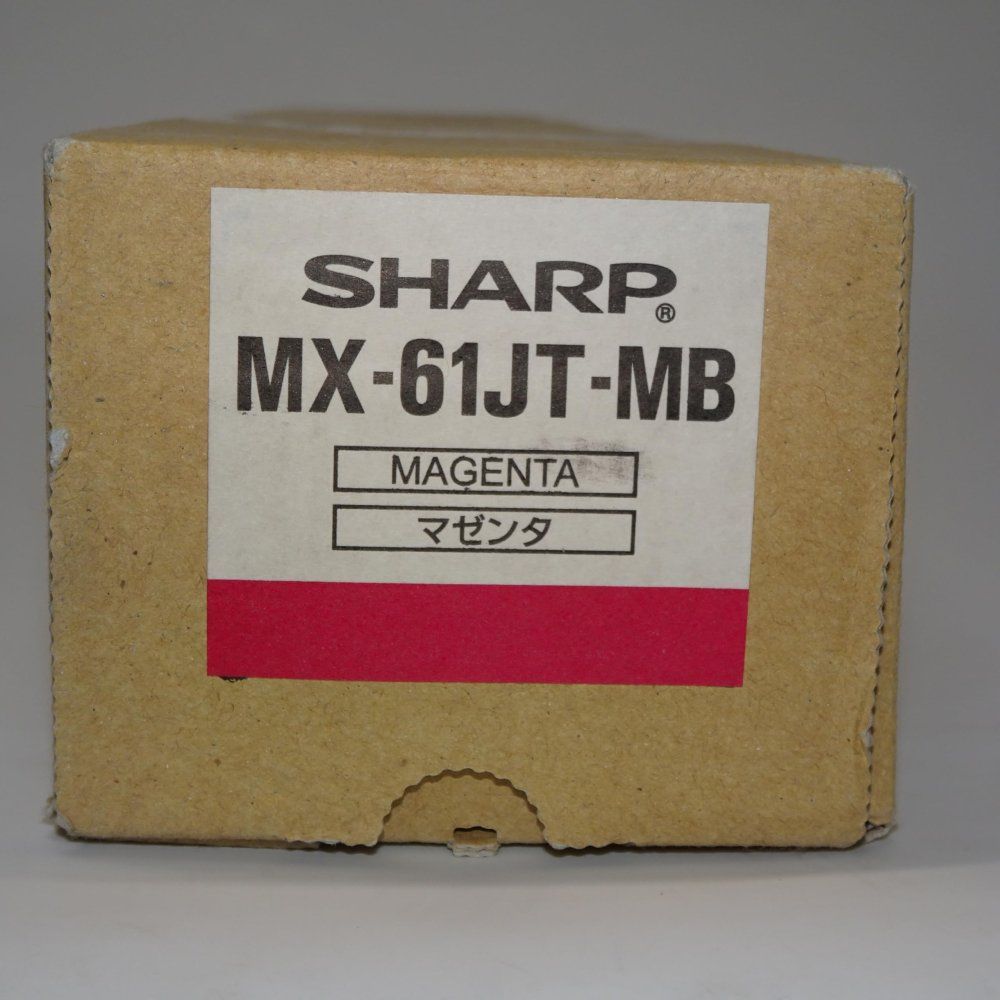 SHARP®
MX-61JT-MB
MAGENTA
マゼンタ